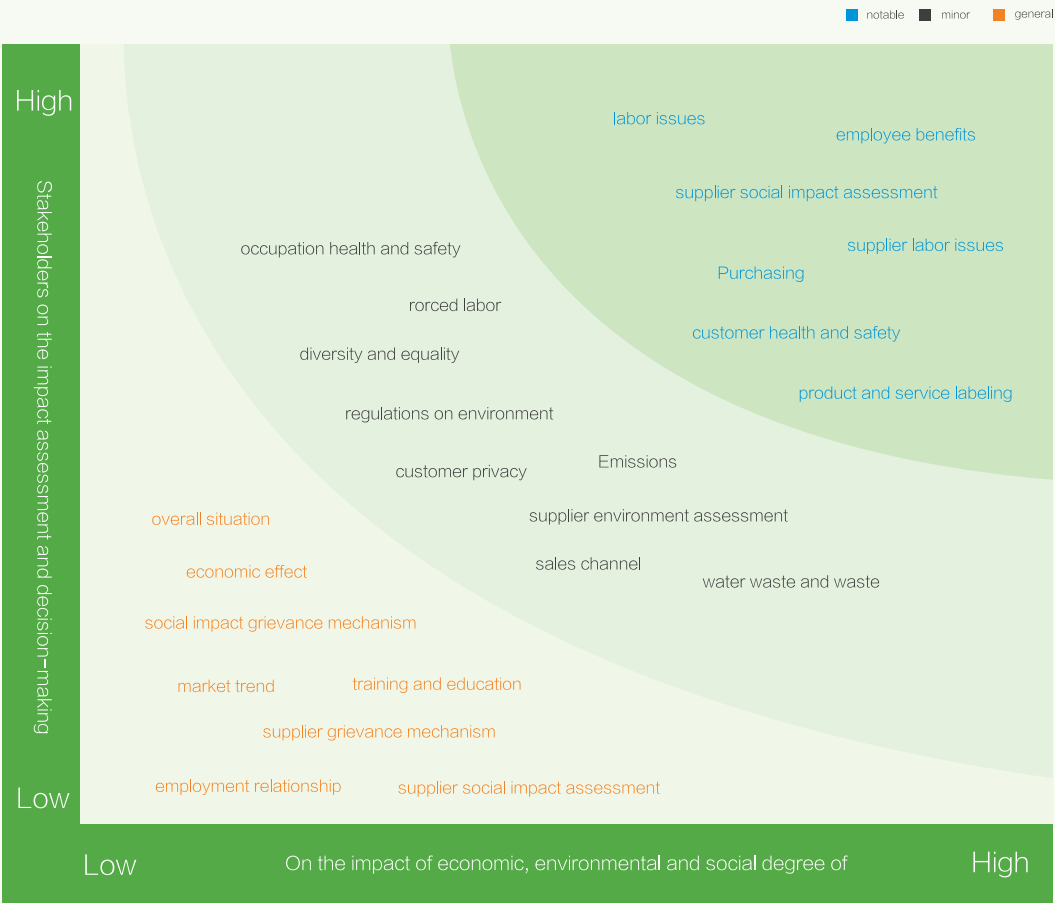 notable
minor
general
High
Stakeholders on the impact assessment and decision-making
Low
labor issues
employee benefits
supplier social impact assessment
supplier labor issues
Purchasing
customer health and safety
product and service labeling
occupation health and safety
rorced labor
diversity and equality
regulations on environment
customer privacy
Emissions
supplier environment assessment
sales channel
water waste and waste
overall situation
economic effect
social impact grievance mechanism
market trend
training and education
supplier grievance mechanism
employment relationship
supplier social impact assessment
Low
On the impact of economic, environmental and social degree of
High